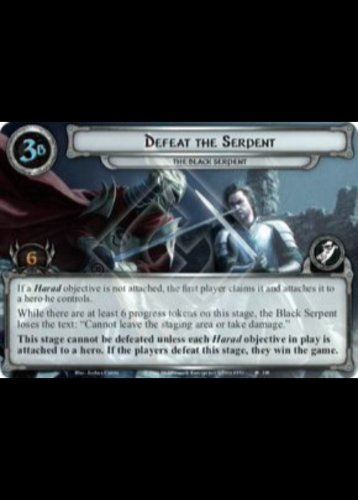 3B
DEFEAT THE SERPENT
THE BLACK SERPENT
6
If a Harad objective is not attached, the first player claims it and attaches it
to a hero he controls.
While there are at least 6 progress tokens on this stage, the Black Serpent
loses the text: “Cannot leave the staging area or take damage.”
This stage cannot be defeated unless each Harad objective in play is
attached to a hero. If the players defeat this stage, they win the game.